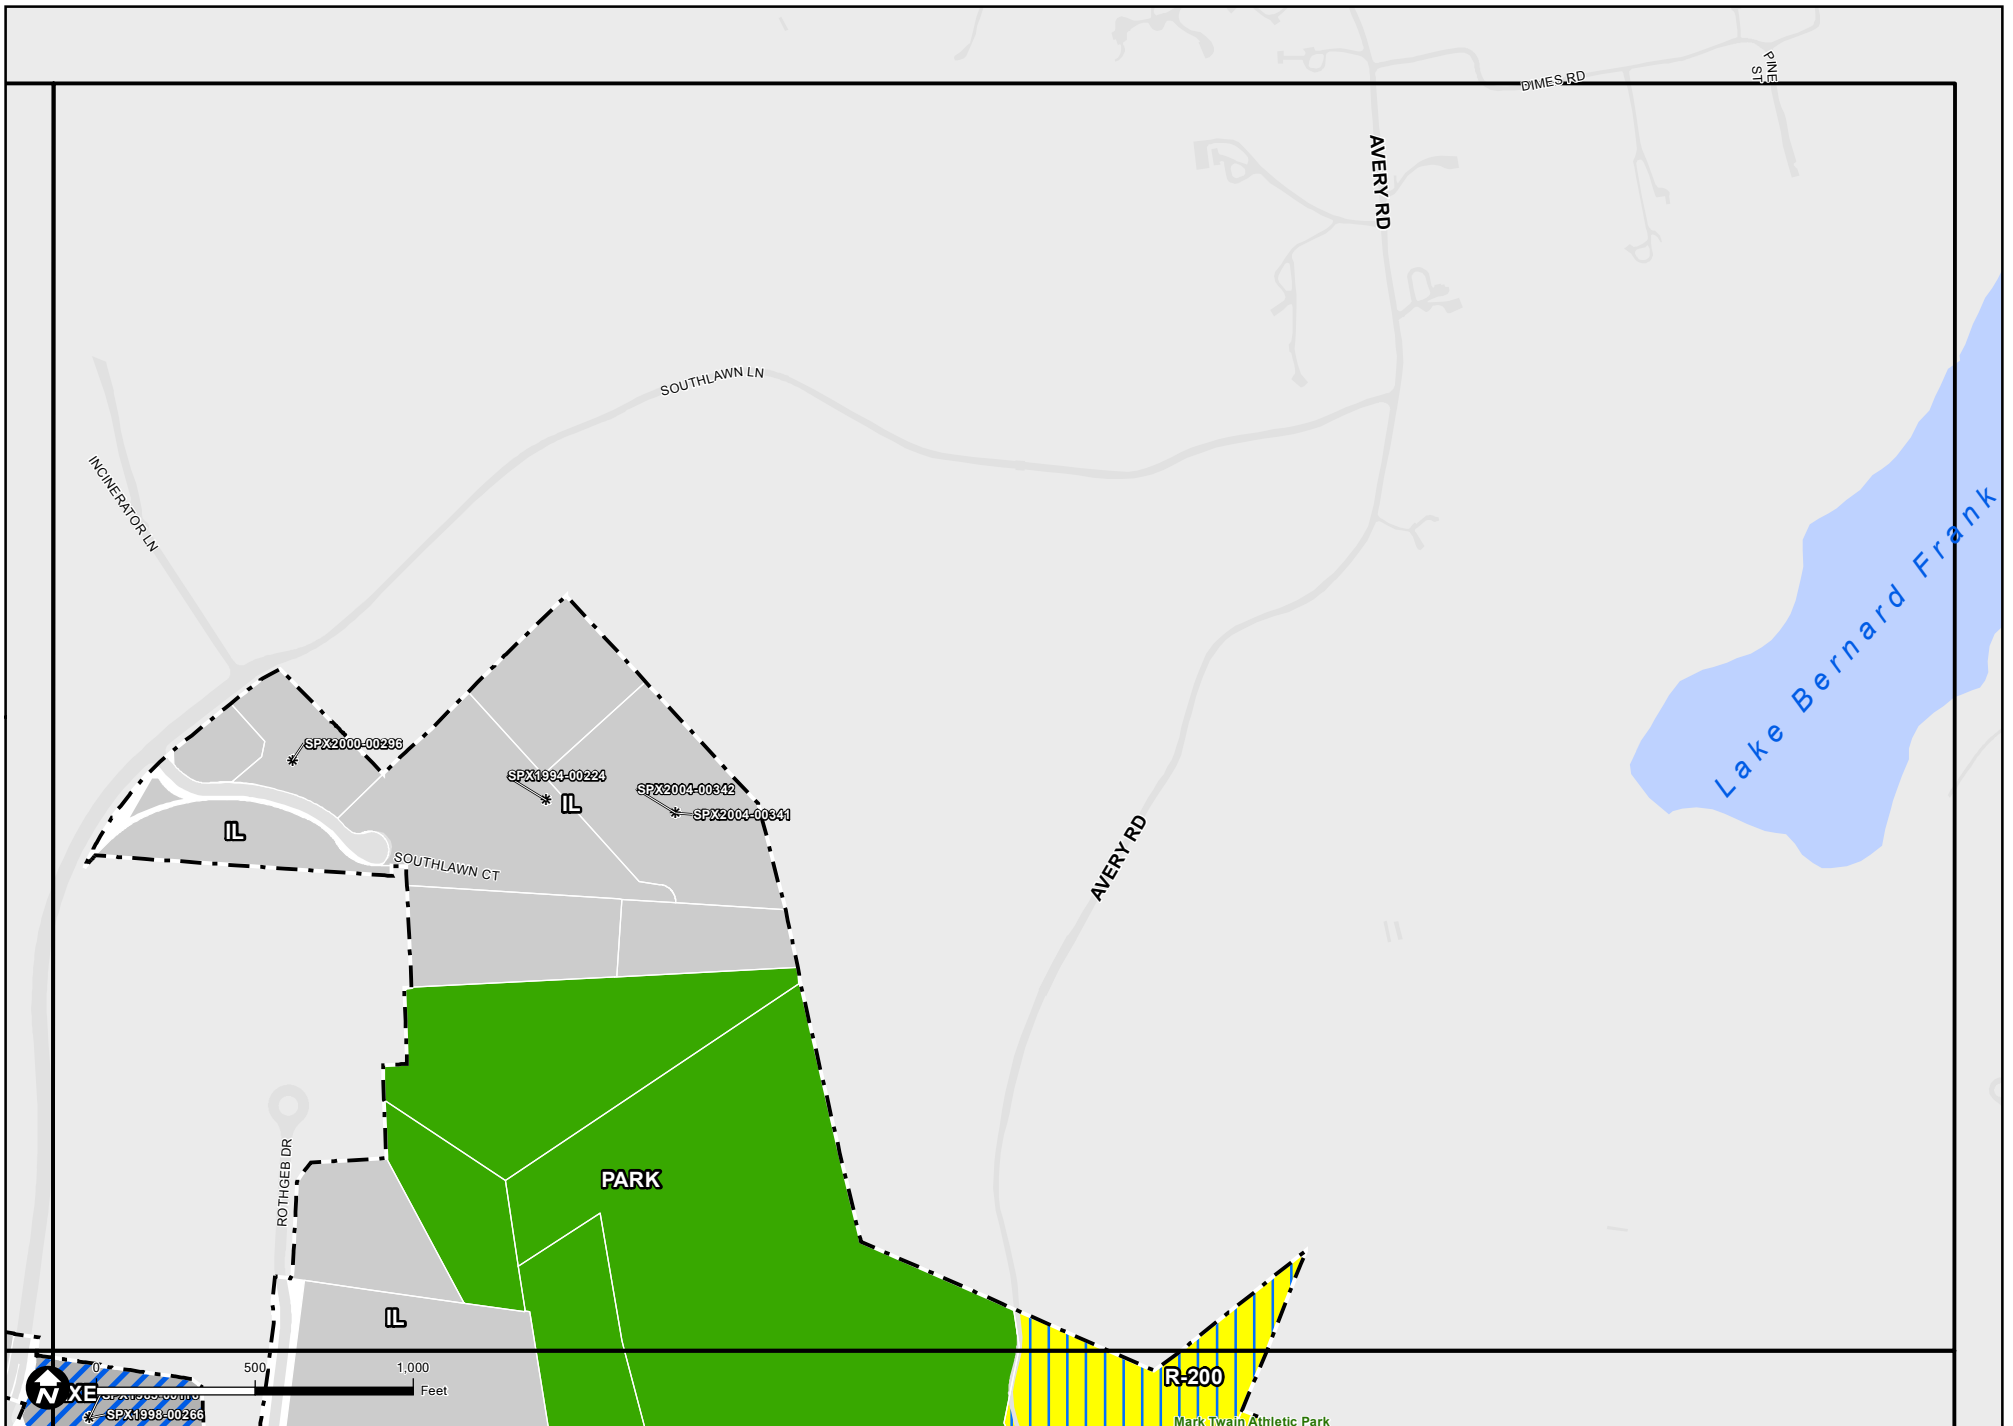 PINE
ST
DIMES RD
AVERY RD
SOUTHLAWN LN
INCINERATOR LN
Lake Bernard Frank
SPX2000-00296
SPX1994-00224
SPX2004-00342
IL
SPX2004-00341
IL
SOUTHLAWN CT
AVERY RD
PARK
ROTHGEB DR
IL
0
500
1,000
Feet
R-200
N
XE
SPX1998-00266
Mark Twain Athletic Park